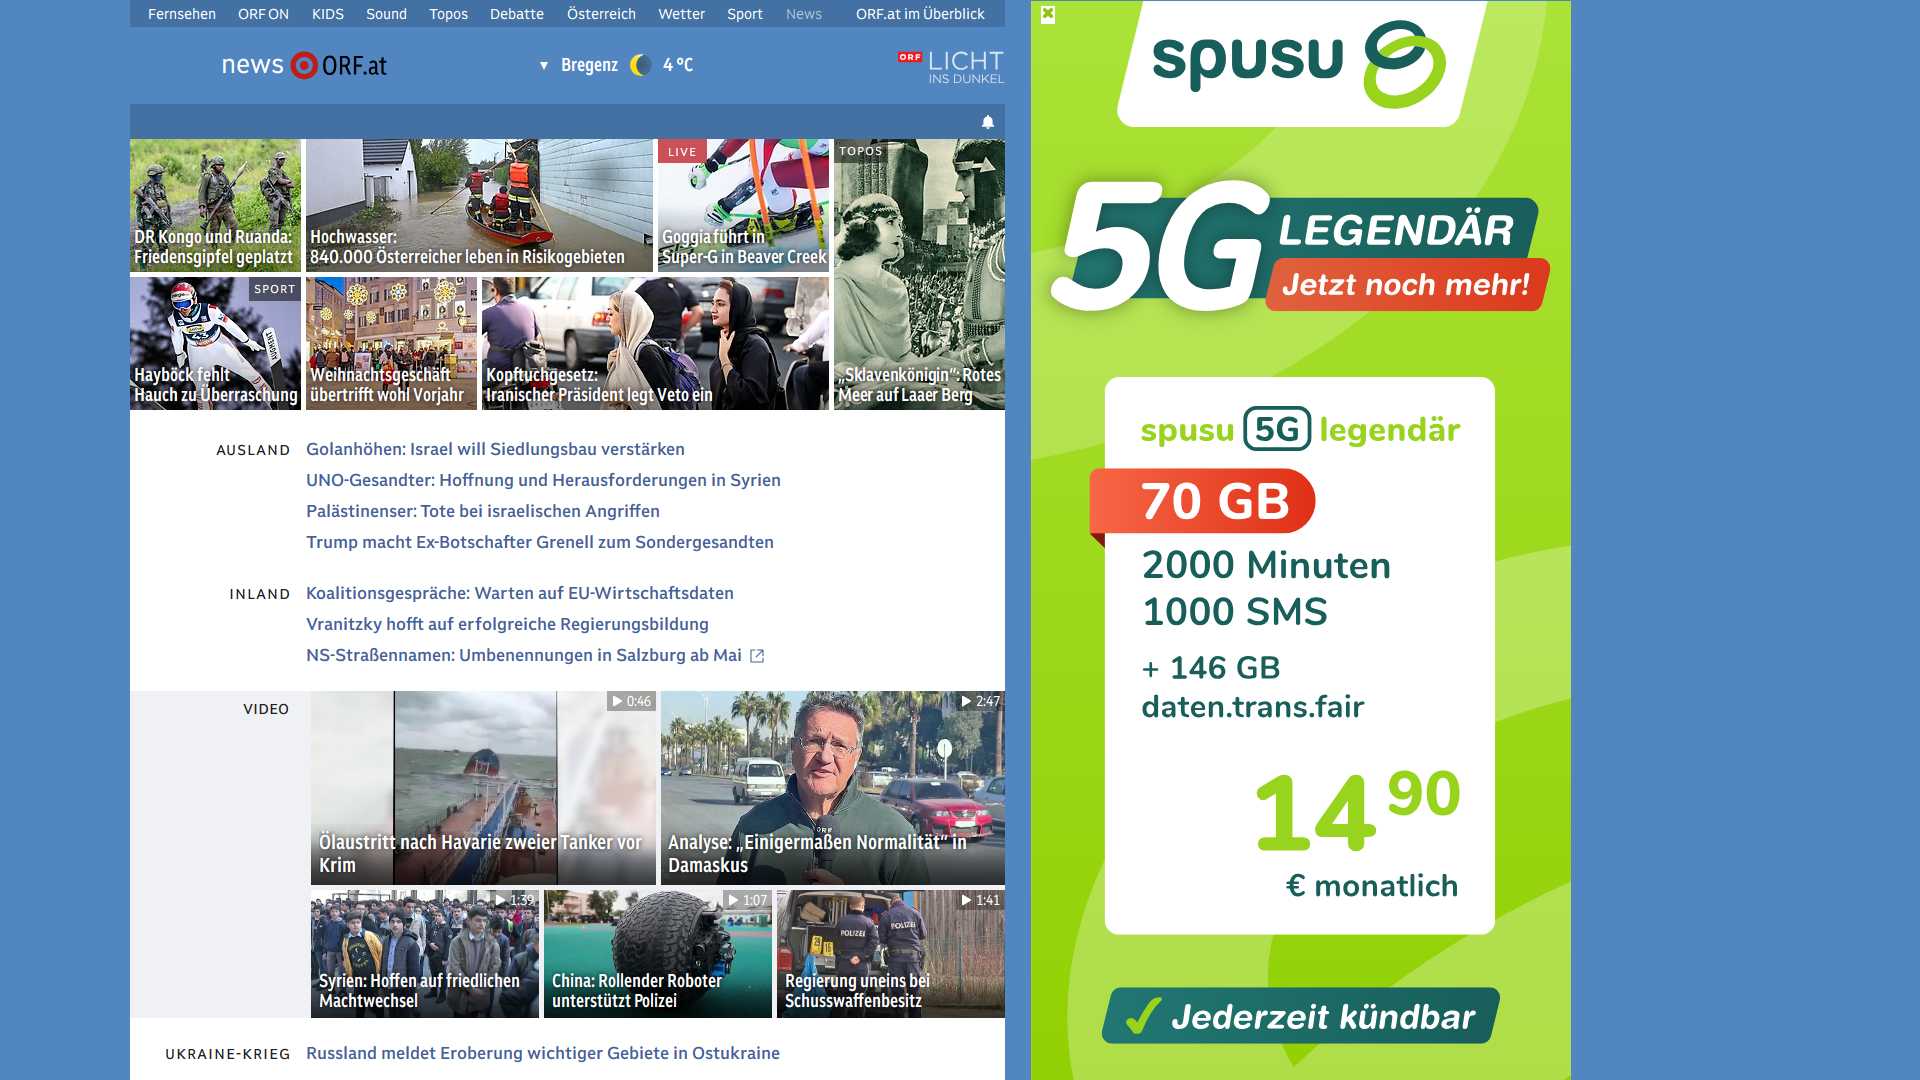 Fernsehen ORF ON KIDS Sound Topos Debatte Österreich Wetter Sport News ORF.at im Überblick
news ORF.at
Bregenz 4 °C
ORF LICHT
INS DUNKEL
DR Kongo und Ruanda:
Friedensgipfel geplatzt
Hochwasser:
840.000 Österreicher leben in Risikogebieten
LIVE
Goggia führt in
Super-G in Beaver Creek
TOPOS
„Sklavenkönigin“: Rotes
Meer auf Laaer Berg
SPORT
Hayböck fehlt
Hauch zu Überraschung
Weihnachtsgeschäft
übertrifft wohl Vorjahr
Kopftuchgesetz:
Iranischer Präsident legt Veto ein
AUSLAND
Golanhöhen: Israel will Siedlungsbau verstärken
UNO-Gesandter: Hoffnung und Herausforderungen in Syrien
Palästinenser: Tote bei israelischen Angriffen
Trump macht Ex-Botschafter Grenell zum Sondergesandten
INLAND
Koalitionsgespräche: Warten auf EU-Wirtschaftsdaten
Vranitzky hofft auf erfolgreiche Regierungsbildung
NS-Straßennamen: Umbenennungen in Salzburg ab Mai
VIDEO
0:46
Ölaustritt nach Havarie zweier Tanker vor
Krim
2:47
Analyse: „Einigermaßen Normalität“ in
Damaskus
1:39
Syrien: Hoffen auf friedlichen
Machtwechsel
1:07
China: Rollender Roboter
unterstützt Polizei
1:41
POLIZEI POLIZEI
Regierung uneins bei
Schusswaffenbesitz
UKRAINE-KRIEG
Russland meldet Eroberung wichtiger Gebiete in Ostukraine
spusu
5G LEGENDÄR
Jetzt noch mehr!
spusu 5G legendär
70 GB
2000 Minuten
1000 SMS
+ 146 GB
daten.trans.fair
14 90
€ monatlich
Jederzeit kündbar